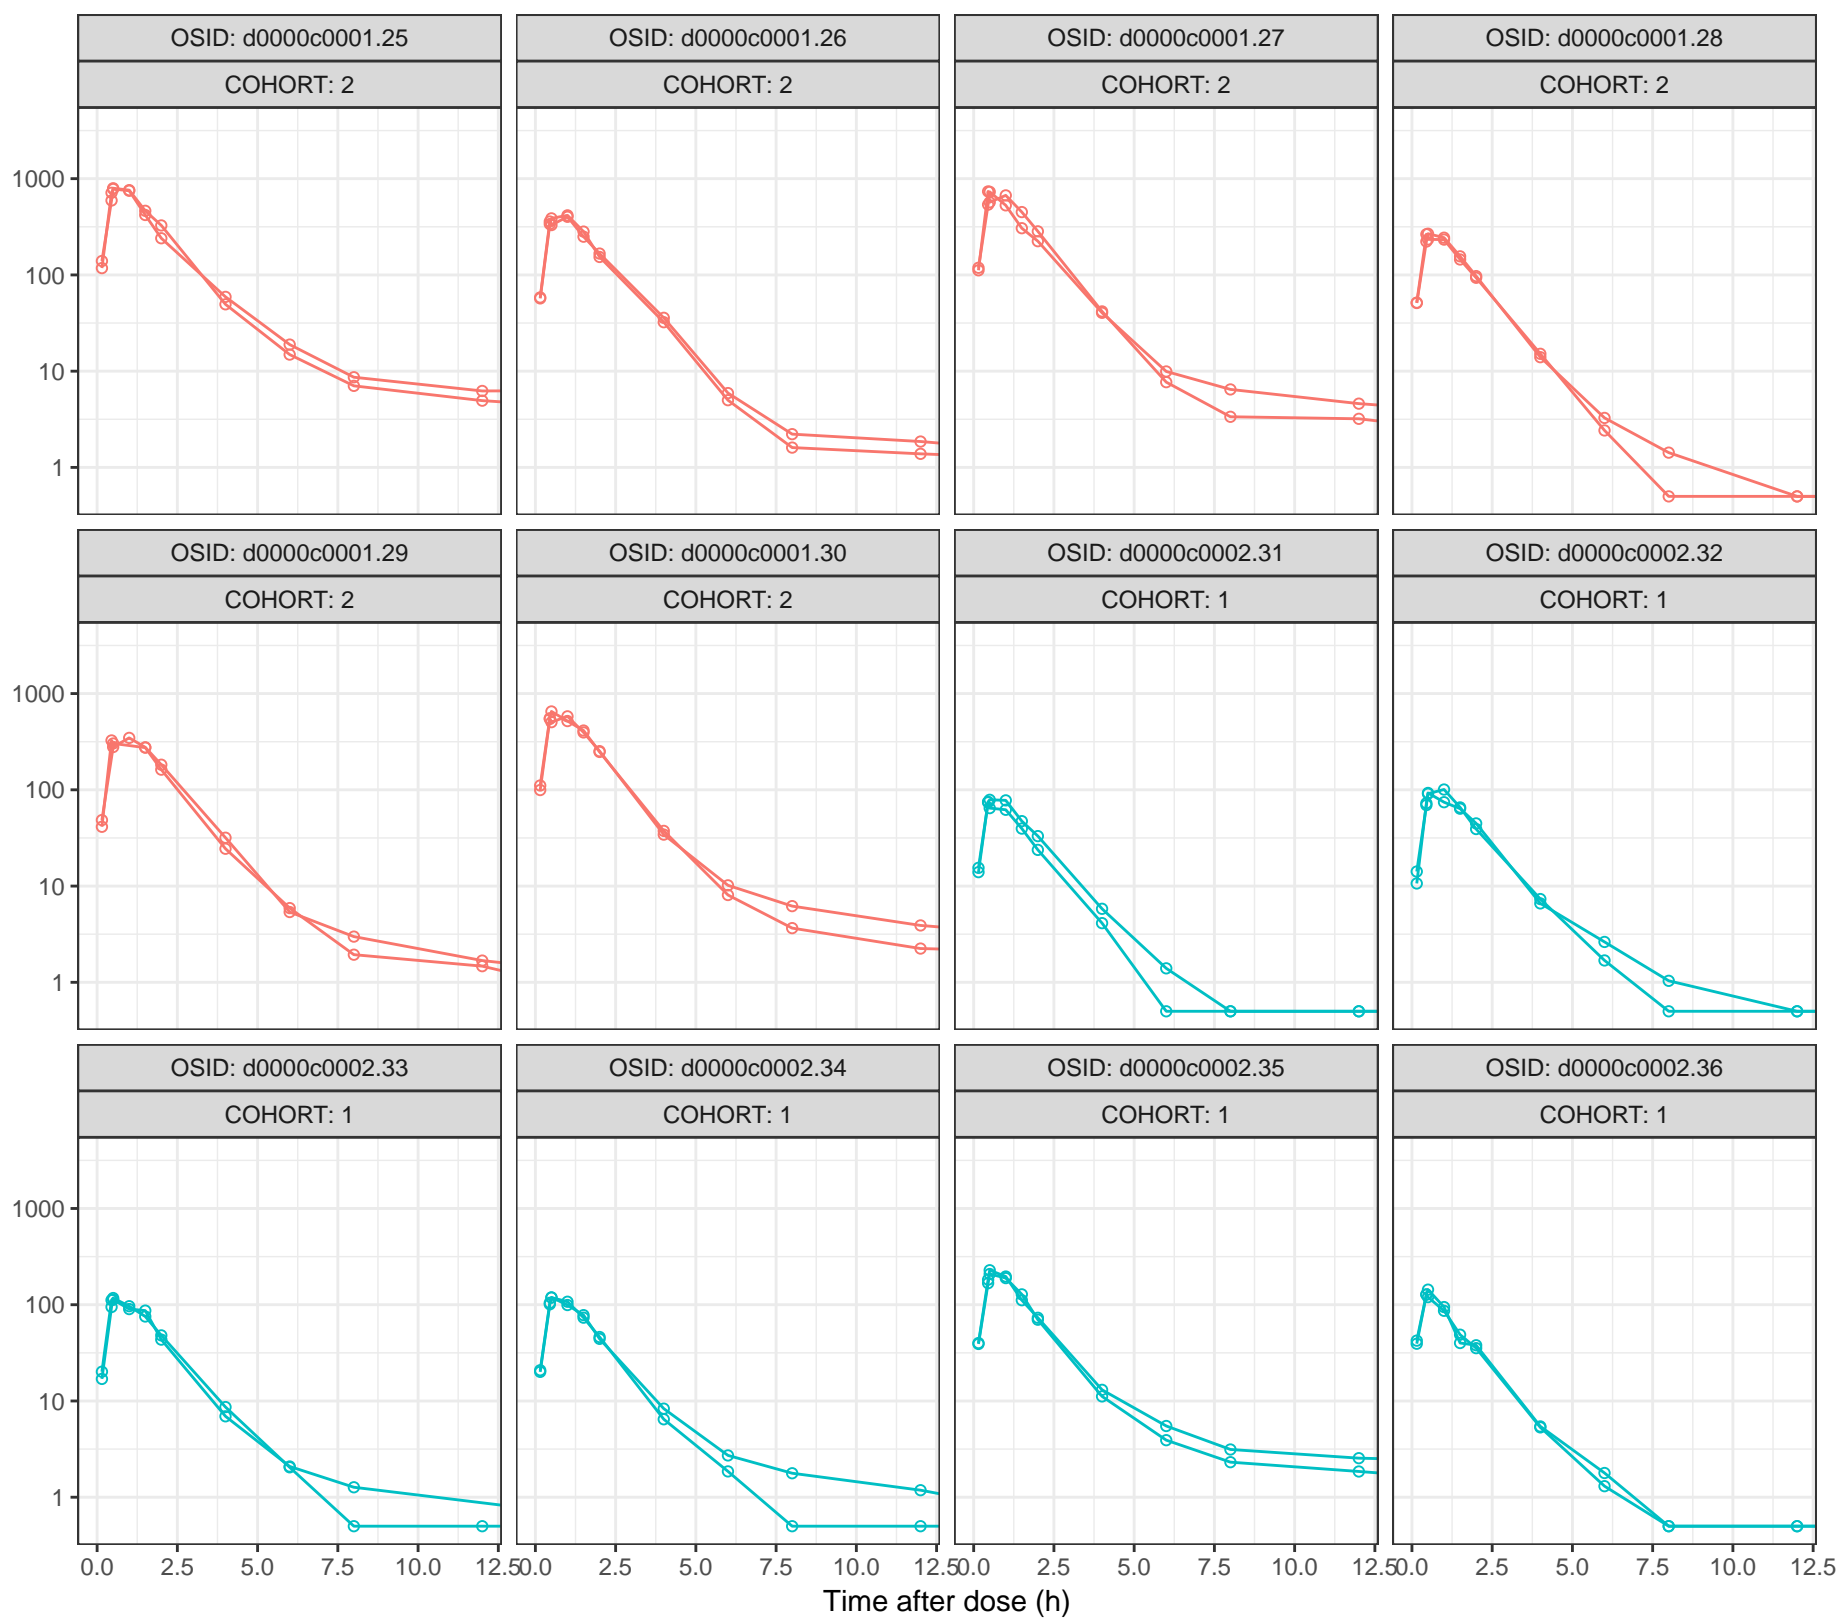 OSID: d0000c0001.25 OSID: d0000c0001.26 OSID: d0000c0001.27 OSID: d0000c0001.28
COHORT: 2 COHORT: 2 COHORT: 2 COHORT: 2
1000
100
10
1
OSID: d0000c0001.29 OSID: d0000c0001.30 OSID: d0000c0002.31 OSID: d0000c0002.32
COHORT: 2 COHORT: 2 COHORT: 1 COHORT: 1
1000
100
10
1
OSID: d0000c0002.33 OSID: d0000c0002.34 OSID: d0000c0002.35 OSID: d0000c0002.36
COHORT: 1 COHORT: 1 COHORT: 1 COHORT: 1
1000
100
10
1
0.0 2.5 5.0 7.5 10.0 12.5 0.0 2.5 5.0 7.5 10.0 12.5 0.0 2.5 5.0 7.5 10.0 12.5 0.0 2.5 5.0 7.5 10.0 12.5
Time after dose (h)